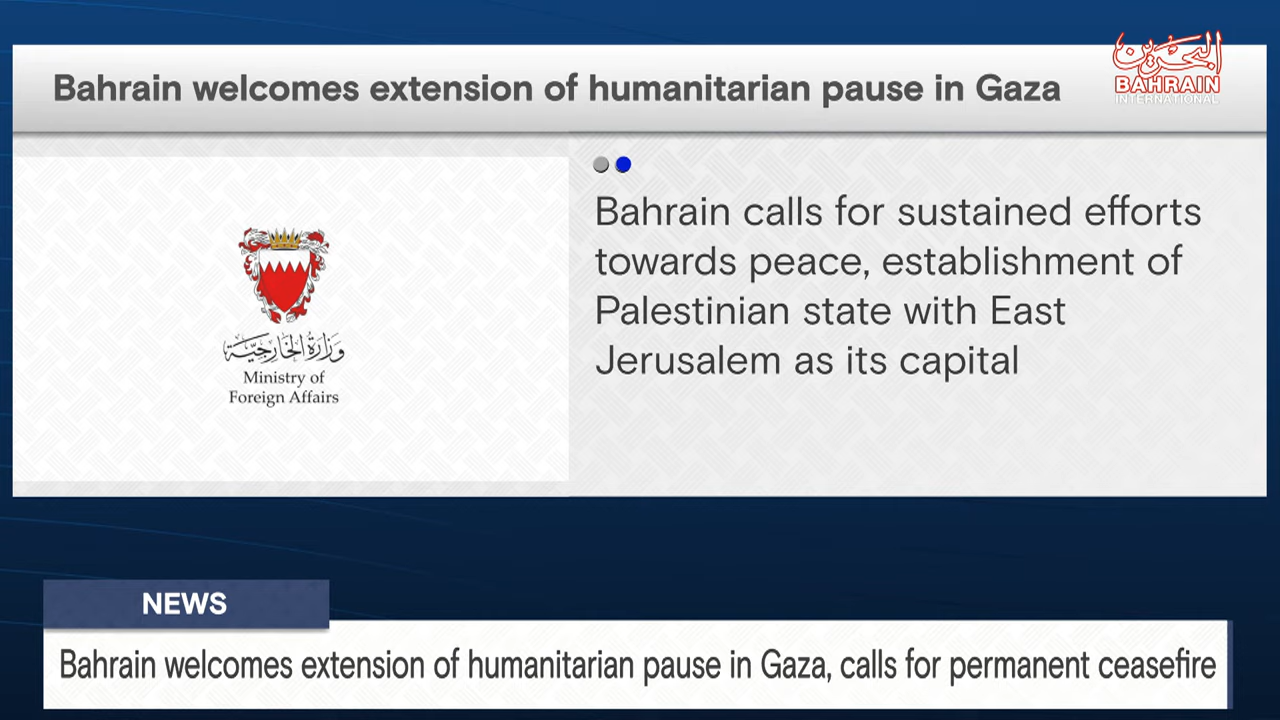 Bahrain welcomes extension of humanitarian pause in Gaza
البحرين
BAHRAIN
INTERNATIONAL
Bahrain calls for sustained efforts
towards peace, establishment of
Palestinian state with East
Jerusalem as its capital
وزارة الخارجية
Ministry of
Foreign Affairs
NEWS
Bahrain welcomes extension of humanitarian pause in Gaza, calls for permanent ceasefire